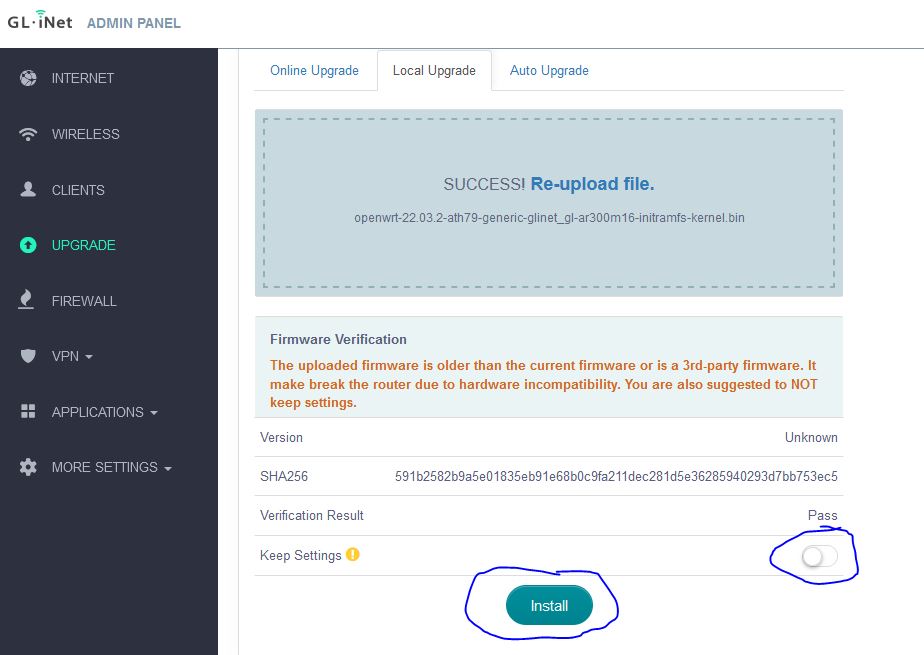 GL·iNet ADMIN PANEL
INTERNET
WIRELESS
CLIENTS
UPGRADE
FIREWALL
VPN
APPLICATIONS
MORE SETTINGS
Online Upgrade Local Upgrade Auto Upgrade
SUCCESS! Re-upload file.
openwrt-22.03.2-ath79-generic-glinet_gl-ar300m16-initramfs-kernel.bin
Firmware Verification
The uploaded firmware is older than the current firmware or is a 3rd-party firmware. It
make break the router due to hardware incompatibility. You are also suggested to NOT
keep settings.
Version Unknown
SHA256 591b2582b9a5e01835eb91e68b0c9fa211dec281d5e36285940293d7bb753ec5
Verification Result Pass
Keep Settings
Install